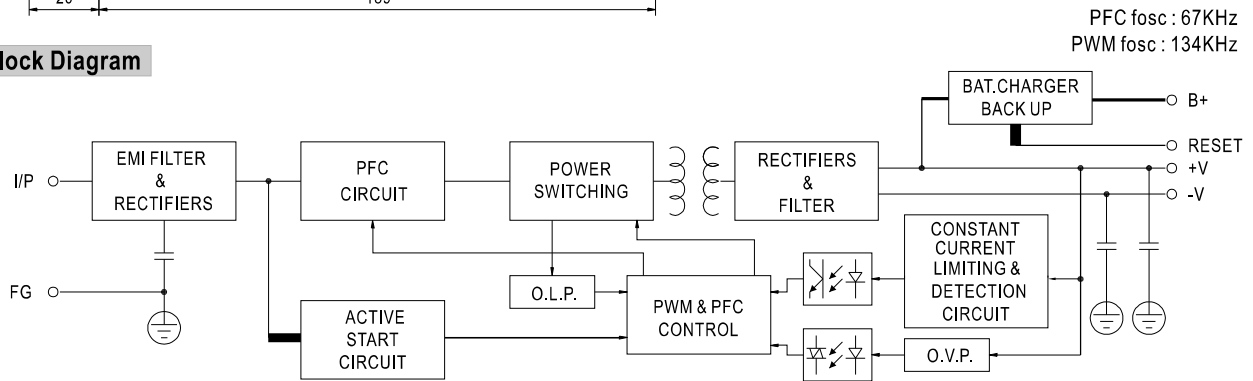 PFC fosc : 67KHz
PWM fosc : 134KHz
lock Diagram
BAT.CHARGER
BACK UP
B+
RESET
+V
-V
I/P
EMI FILTER
&
RECTIFIERS
PFC
CIRCUIT
POWER
SWITCHING
RECTIFIERS
&
FILTER
CONSTANT
CURRENT
LIMITING &
DETECTION
CIRCUIT
FG
O.L.P.
PWM & PFC
CONTROL
ACTIVE
START
CIRCUIT
O.V.P.